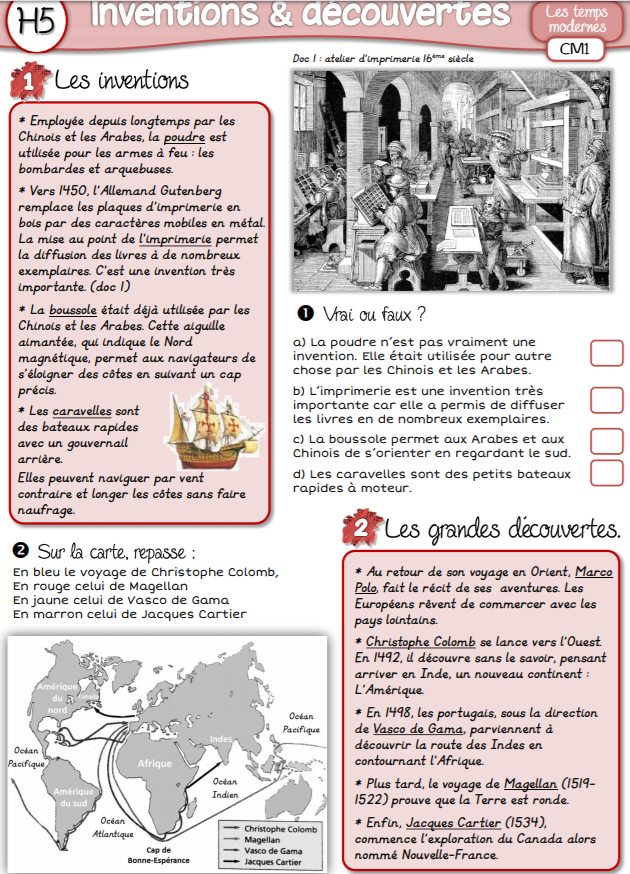 H5
Inventions & découvertes
Les temps
modernes
CM1
1 Les inventions
* Employée depuis longtemps par les
Chinois et les Arabes, la poudre est
utilisée pour les armes à feu : les
bombardes et arquebuses.
* Vers 1450, l'Allemand Gutenberg
remplace les plaques d'imprimerie en
bois par des caractères mobiles en métal.
La mise au point de l'imprimerie permet
la diffusion des livres à de nombreux
exemplaires. C'est une invention très
importante. (doc 1)
* La boussole était déjà utilisée par les
Chinois et les Arabes. Cette aiguille
aimantée, qui indique le Nord
magnétique, permet aux navigateurs de
s'éloigner des côtes en suivant un cap
précis.
* Les caravelles sont
des bateaux rapides
avec un gouvernail
arrière.
Elles peuvent naviguer par vent
contraire et longer les côtes sans faire
naufrage.
Doc 1 : atelier d'imprimerie 16ème siècle
1 Vrai ou faux ?
a) La poudre n'est pas vraiment une
invention. Elle était utilisée pour autre
chose par les Chinois et les Arabes.
b) L'imprimerie est une invention très
importante car elle a permis de diffuser
les livres en de nombreux exemplaires.
c) La boussole permet aux Arabes et aux
Chinois de s'orienter en regardant le sud.
d) Les caravelles sont des petits bateaux
rapides à moteur.
2 Sur la carte, repasse :
En bleu le voyage de Christophe Colomb,
En rouge celui de Magellan
En jaune celui de Vasco de Gama
En marron celui de Jacques Cartier
Amérique
du
nord
Canada
Océan
Pacifique
Amérique
du sud
Océan
Atlantique
Afrique
Cap de
Bonne-Espérance
Indes
Océan
Indien
Océan
Pacifique
Christophe Colomb
Magellan
Vasco de Gama
Jacques Cartier
2 Les grandes découvertes.
* Au retour de son voyage en Orient, Marco
Polo, fait le récit de ses aventures. Les
Européens rêvent de commercer avec les
pays lointains.
* Christophe Colomb se lance vers l'Ouest.
En 1492, il découvre sans le savoir, pensant
arriver en Inde, un nouveau continent :
L'Amérique.
* En 1498, les portugais, sous la direction
de Vasco de Gama, parviennent à
découvrir la route des Indes en
contournant l'Afrique.
* Plus tard, le voyage de Magellan (1519-
1522) prouve que la Terre est ronde.
* Enfin, Jacques Cartier (1534),
commence l'exploration du Canada alors
nommé Nouvelle-France.